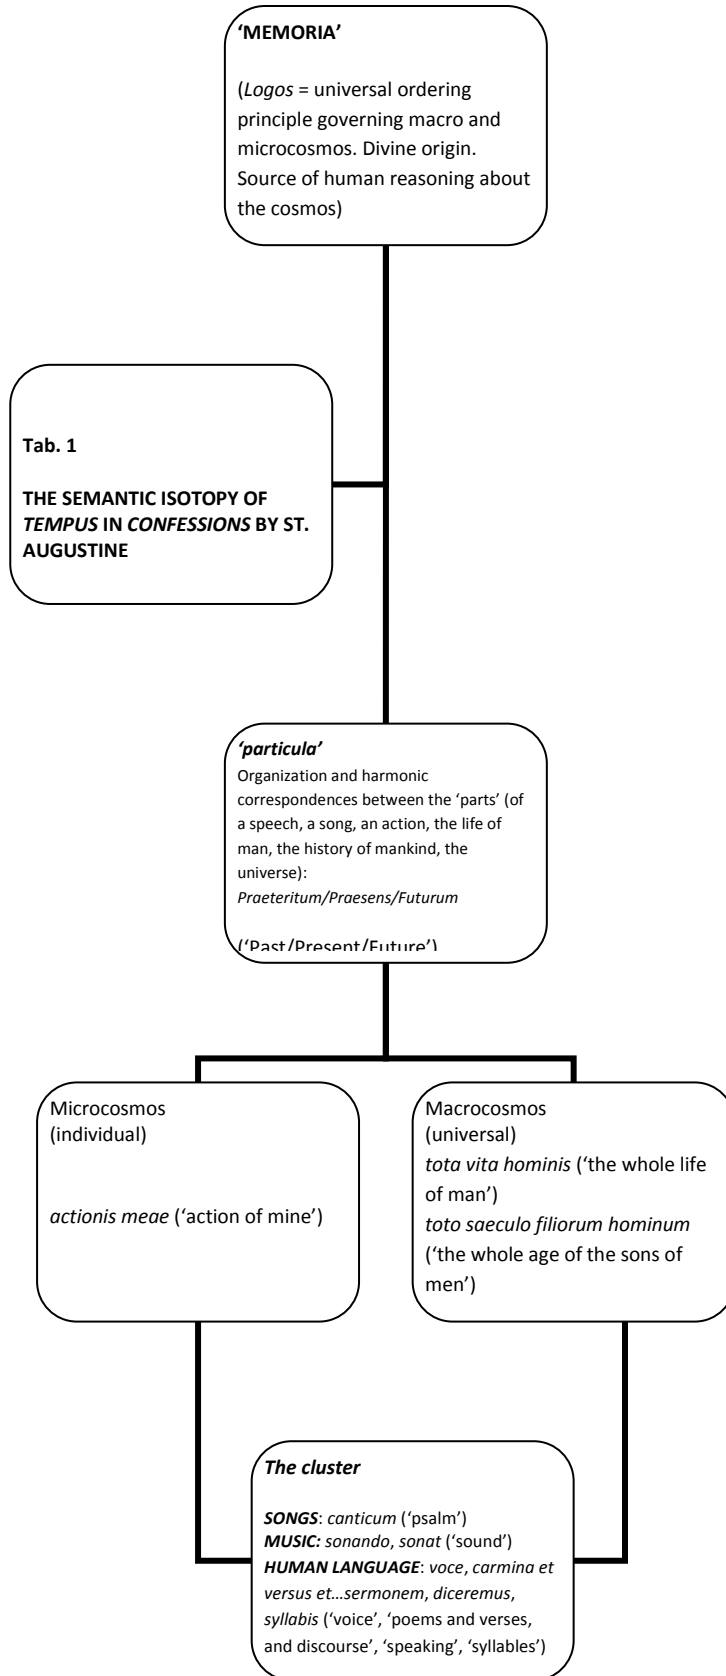 ‘MEMORIA’
(Logos = universal ordering
principle governing macro and
microcosmos. Divine origin.
Source of human reasoning about
the cosmos)
Tab. 1
THE SEMANTIC ISOTOPY OF
TEMPUS IN CONFESSIONS BY ST.
AUGUSTINE
‘particula’
Organization and harmonic
correspondences between the ‘parts’ (of
a speech, a song, an action, the life of
man, the history of mankind, the
universe):
Praeteritum/Praesens/Futurum
(‘Past/Present/Future’)
Microcosmos
(individual)
actionis meae (‘action of mine’)
Macrocosmos
(universal)
tota vita hominis (‘the whole life
of man’)
toto saeculo filiorum hominum
(‘the whole age of the sons of
men’)
The cluster
SONGS: canticum (‘psalm’)
MUSIC: sonando, sonat (‘sound’)
HUMAN LANGUAGE: voce, carmina et
versus et…sermonem, diceremus,
syllabis (‘voice’, ‘poems and verses,
and discourse’, ‘speaking’, ‘syllables’)